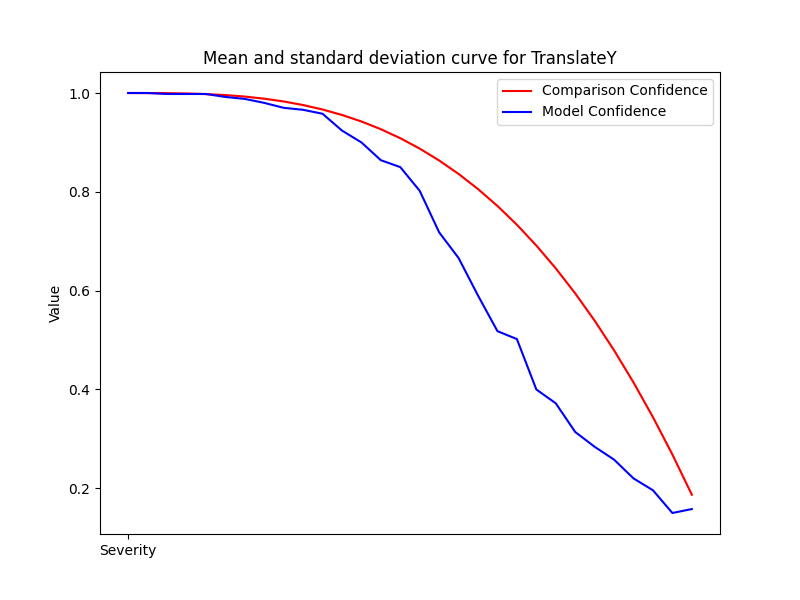 Mean and standard deviation curve for TranslateY
Comparison Confidence
Model Confidence
1.0
0.8
0.6
0.4
0.2
Value
Severity